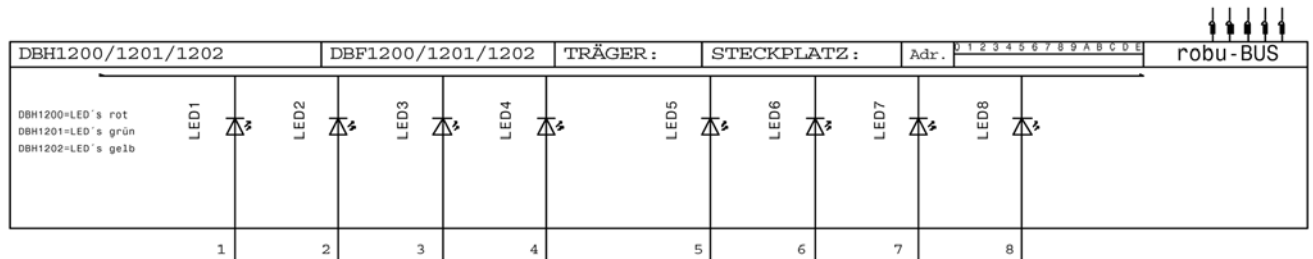 DBH1200/1201/1202 DBF1200/1201/1202 TRÄGER: STECKPLATZ: Adr. 0 1 2 3 4 5 6 7 8 9 A B C D E robu-BUS
LED1 LED2 LED3 LED4 LED5 LED6 LED7 LED8
DBH1200=LED´s rot
DBH1201=LED´s grün
DBH1202=LED´s gelb
1 2 3 4 5 6 7 8